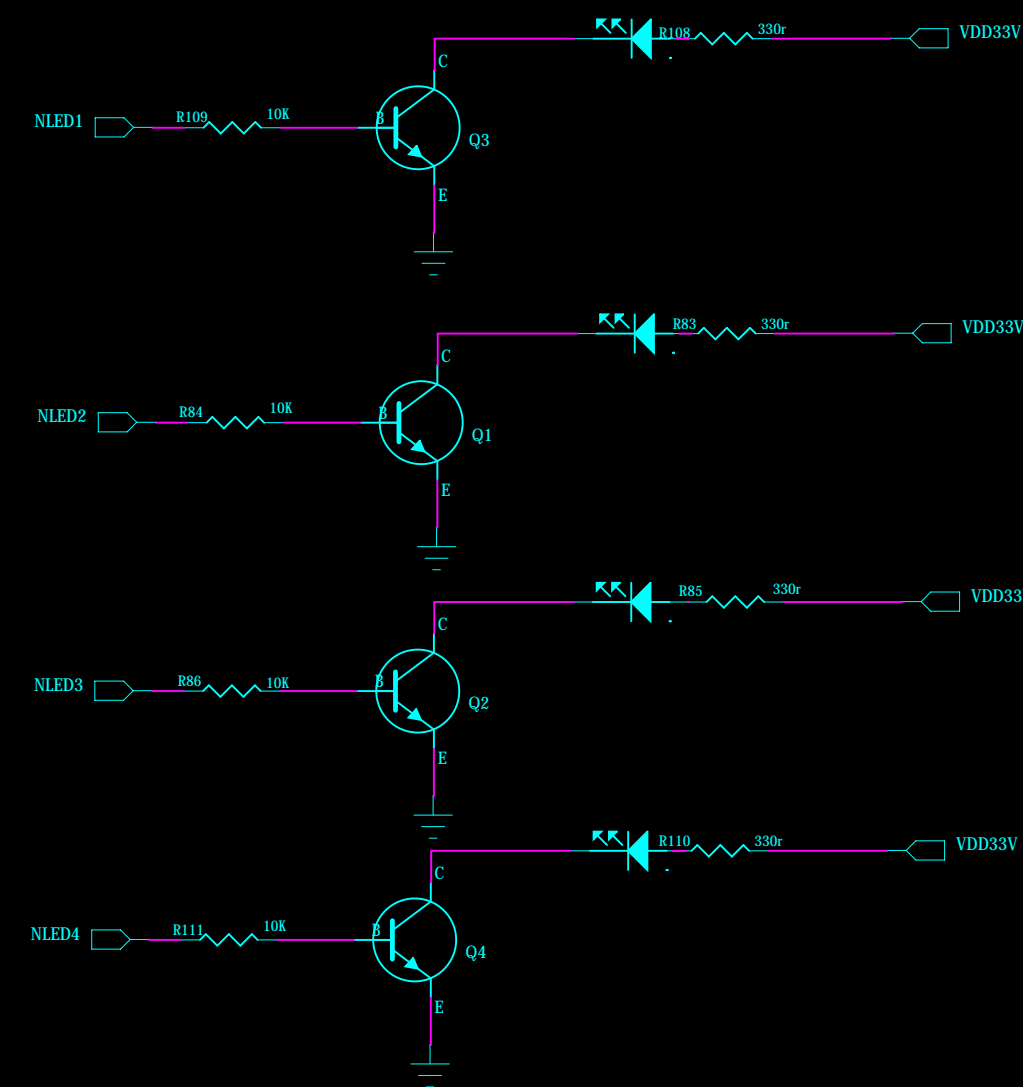 R108 330r VDD33V
C
NLED1 R109 10K B Q3
E
R83 330r VDD33V
C
NLED2 R84 10K B Q1
E
R85 330r VDD33
C
NLED3 R86 10K B Q2
E
R110 330r VDD33V
C
NLED4 R111 10K B Q4
E